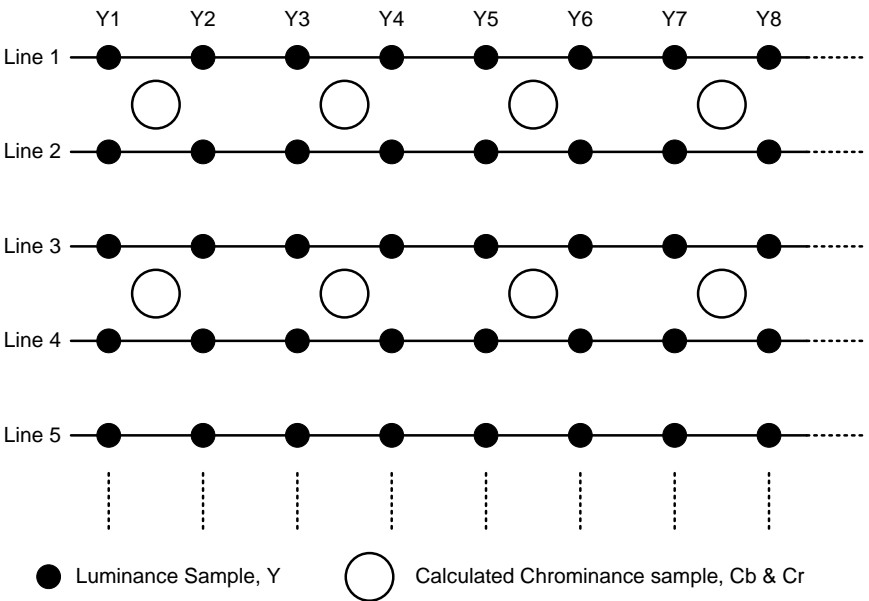 Y1 Y2 Y3 Y4 Y5 Y6 Y7 Y8
Line 1
Line 2
Line 3
Line 4
Line 5
Luminance Sample, Y
Calculated Chrominance sample, Cb & Cr